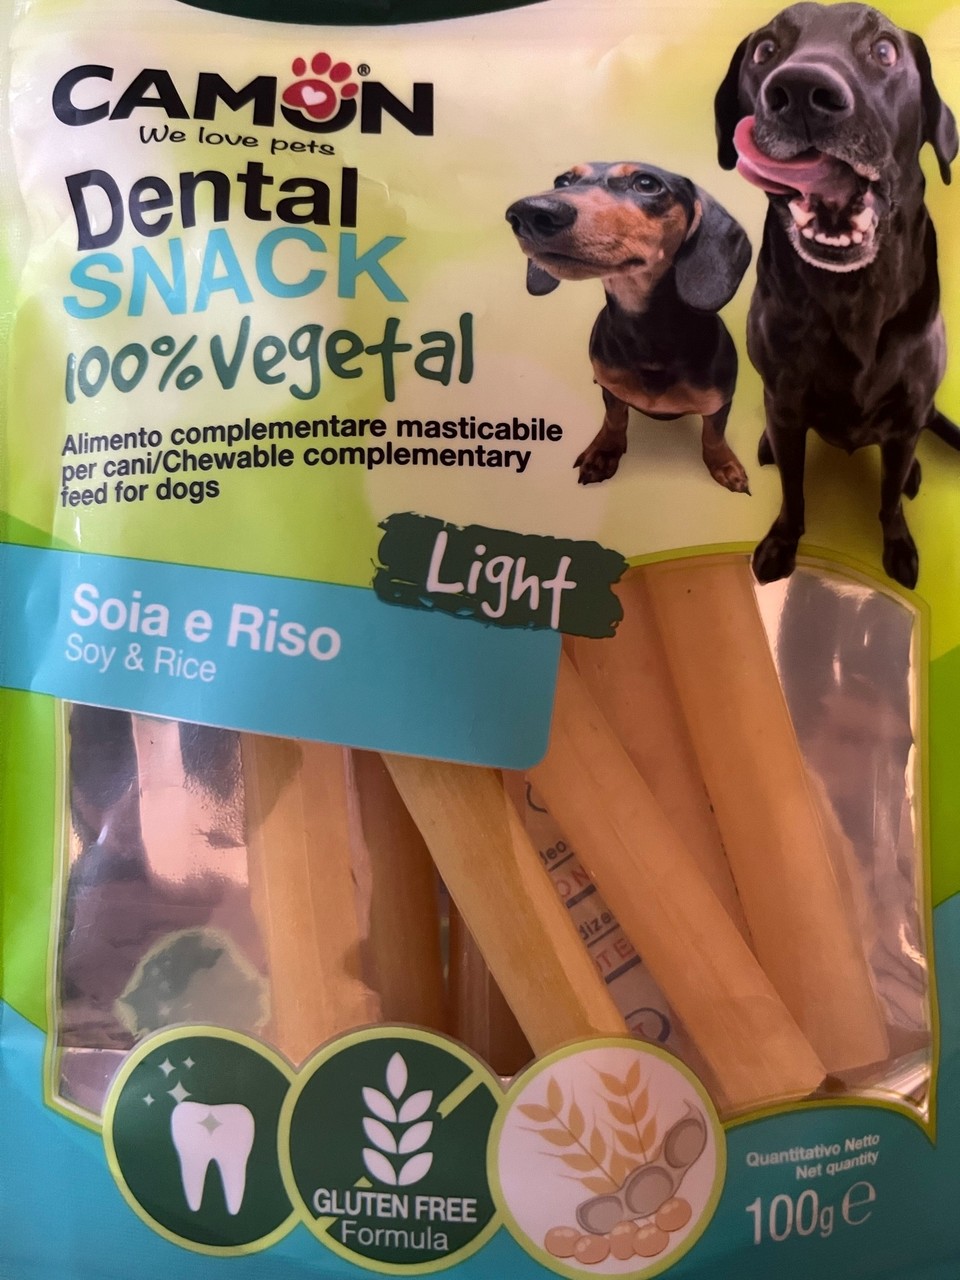 CAMON®
We love pets
Dental
SNACK
100% Vegetal
Alimento complementare masticabile
per cani/Chewable complementary
feed for dogs
Light
Soia e Riso
Soy & Rice
GLUTEN FREE
Formula
Quantitativo Netto
Net quantity
100g e